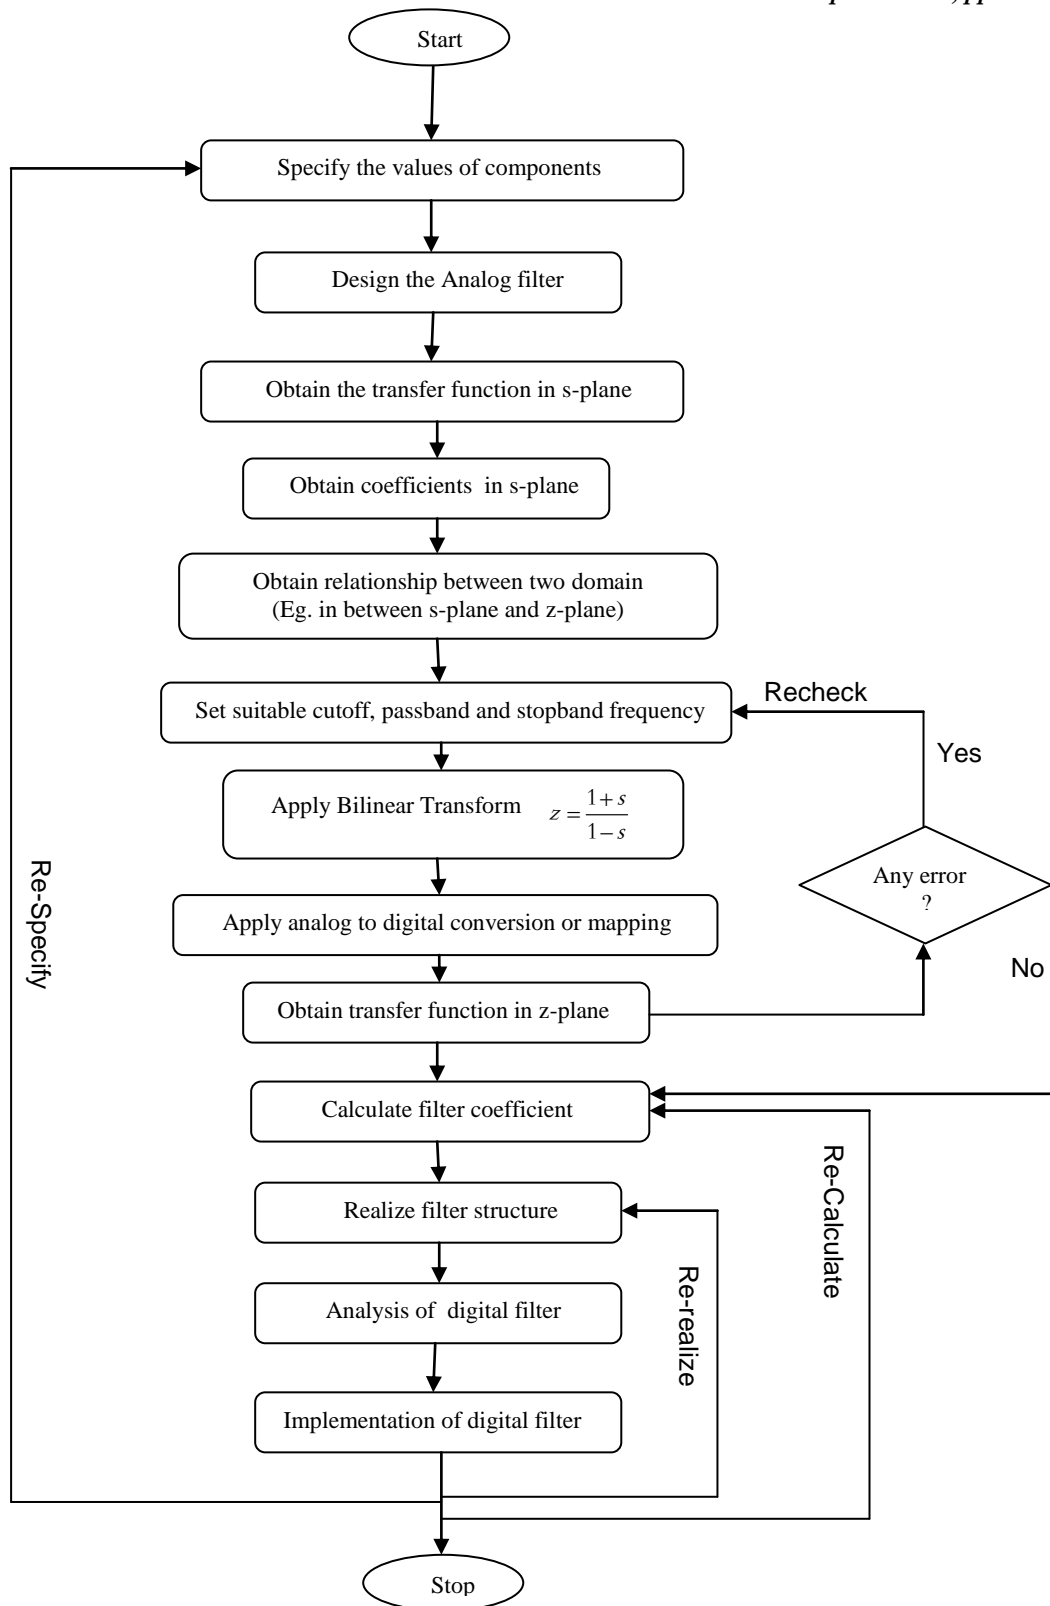 Start
Specify the values of components
Design the Analog filter
Obtain the transfer function in s-plane
Obtain coefficients in s-plane
Obtain relationship between two domain
(Eg. in between s-plane and z-plane)
Set suitable cutoff, passband and stopband frequency
Recheck
Yes
Apply Bilinear Transform z = \frac{1+s}{1-s}
Any error
?
Re-Specify
Apply analog to digital conversion or mapping
No
Obtain transfer function in z-plane
Calculate filter coefficient
Re-Calculate
Realize filter structure
Re-realize
Analysis of digital filter
Implementation of digital filter
Stop